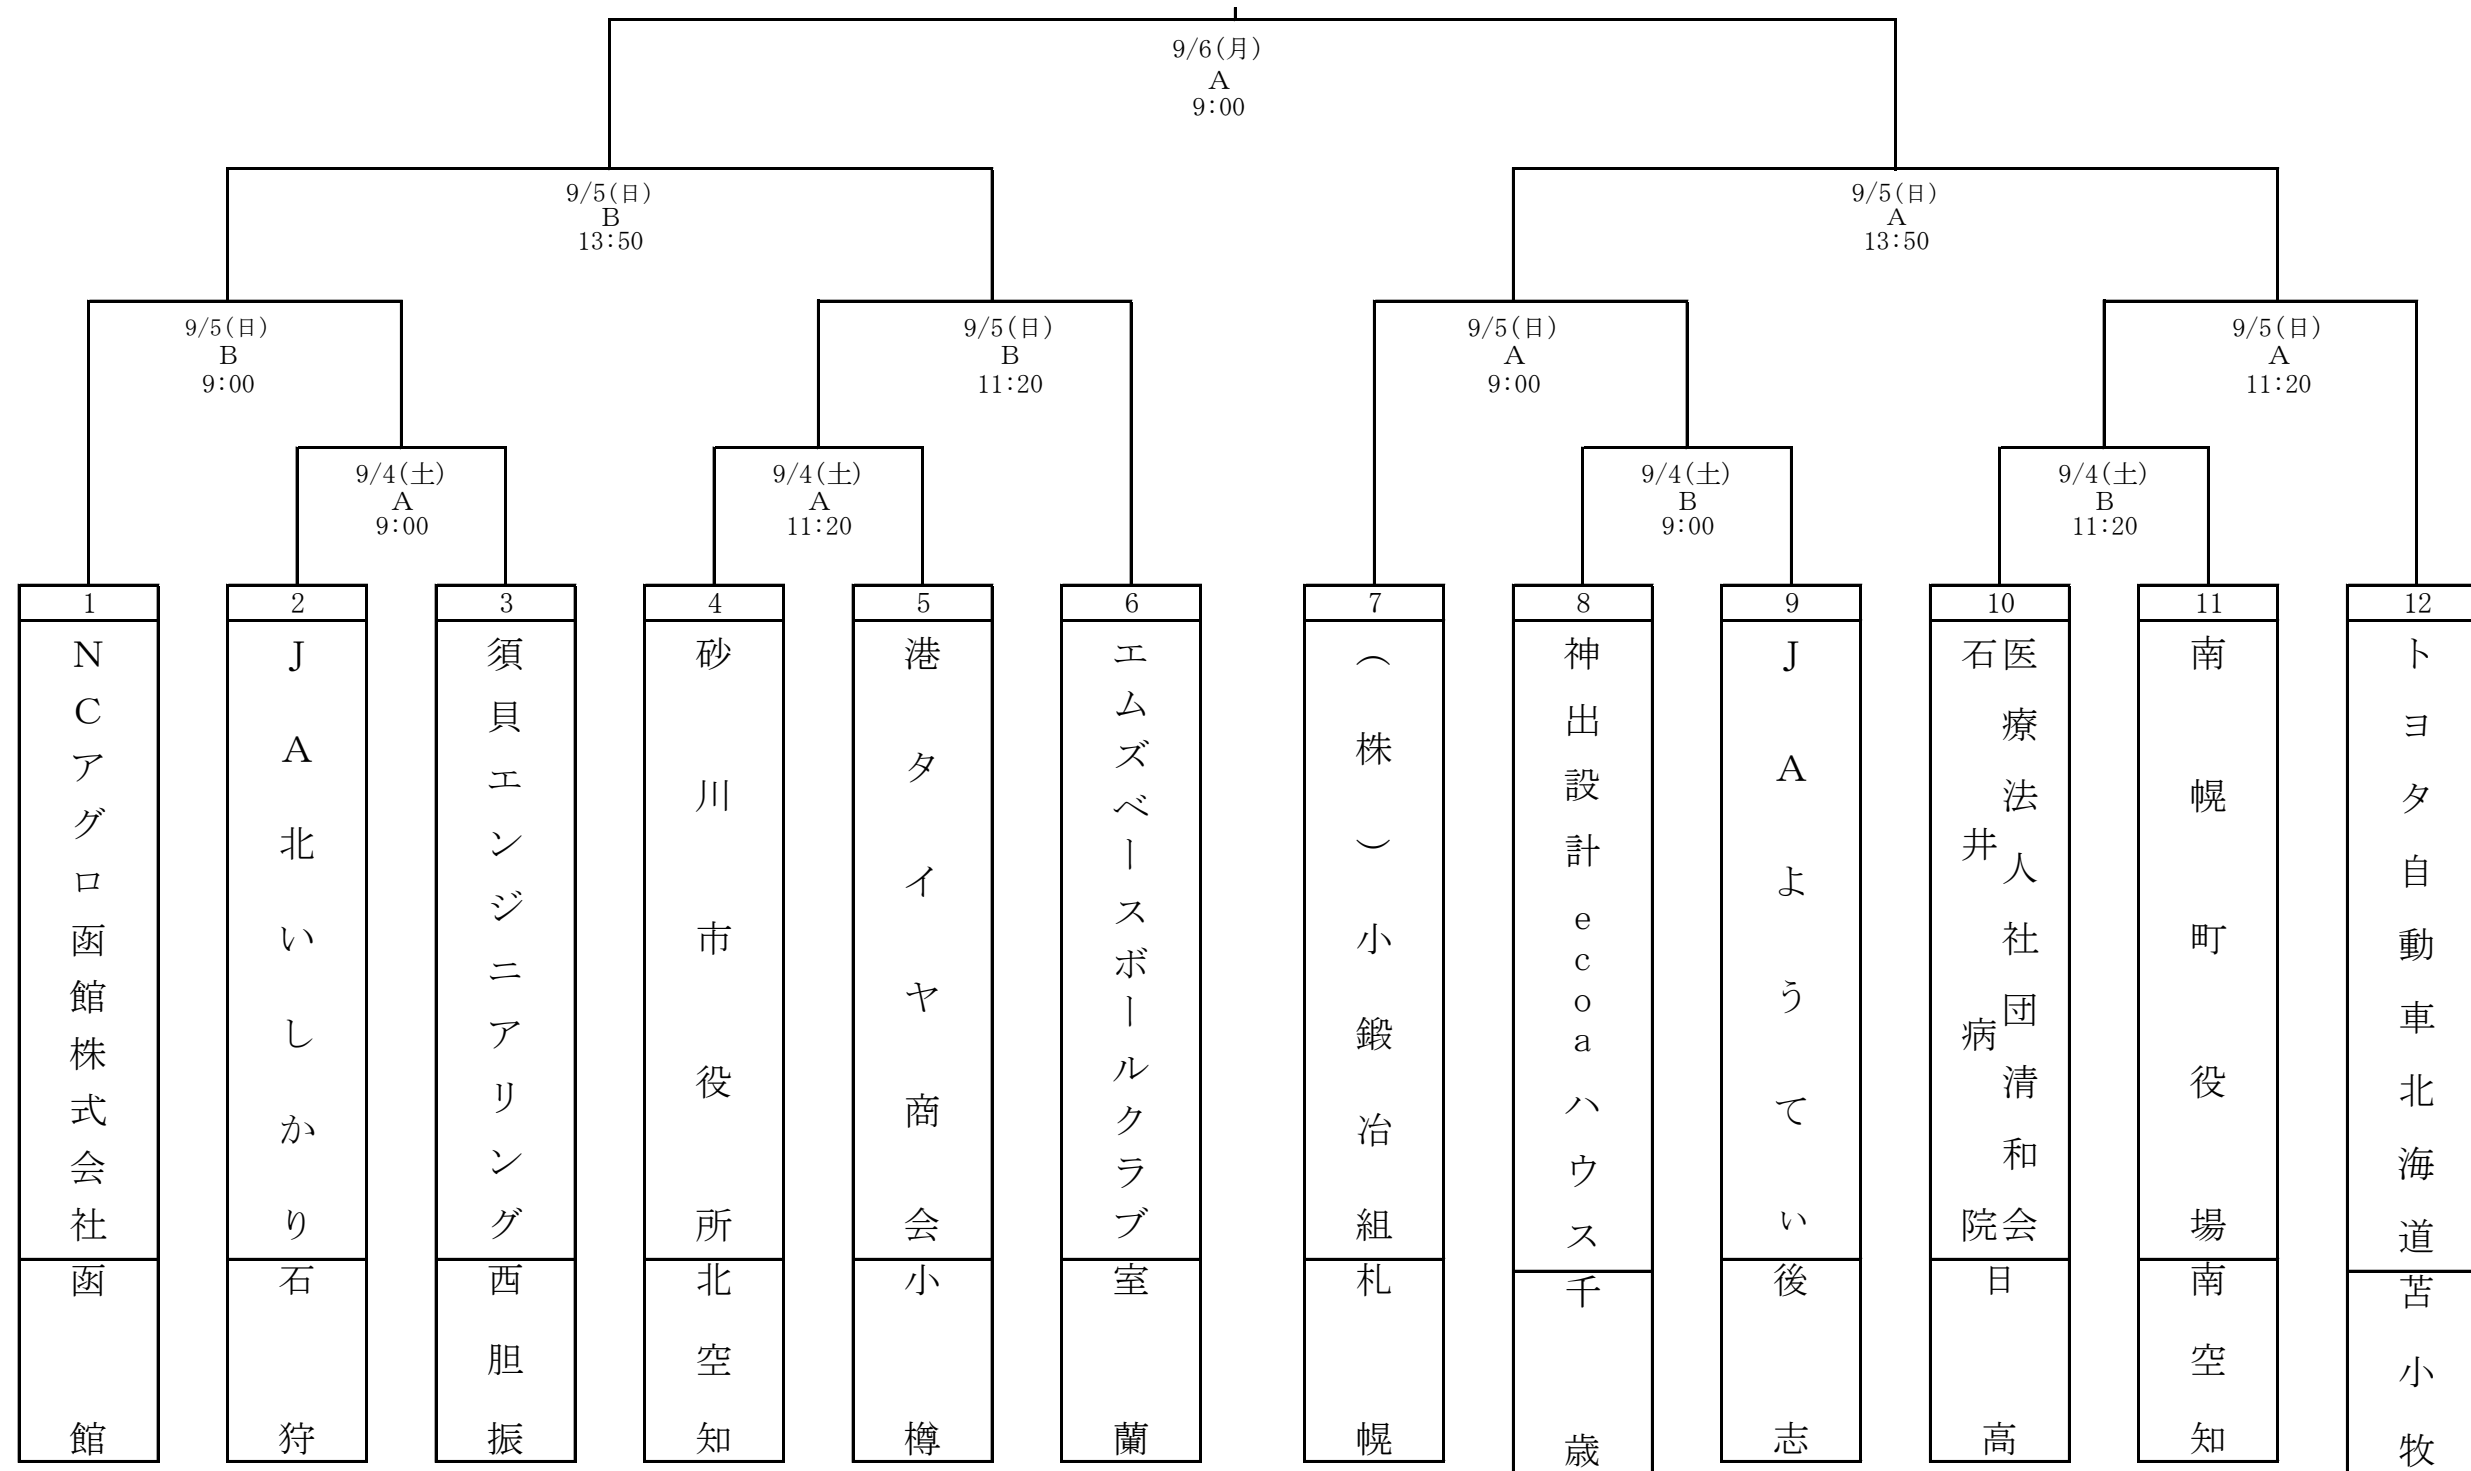 9/6(月)
A
9:00
9/5(日)
B
13:50
9/5(日)
A
13:50
9/5(日)
B
9:00
9/5(日)
B
11:20
9/5(日)
A
9:00
9/5(日)
A
11:20
9/4(土)
A
9:00
9/4(土)
A
11:20
9/4(土)
B
9:00
9/4(土)
B
11:20
1
NCアグロ函館株式会社
函館
2
JA北いしかり
石狩
3
須貝エンジニアリング
西胆振
4
砂川市役所
北空知
5
港タイヤ商会
小樽
6
エムズベースボールクラブ
室蘭
7
(株)小鍛冶組
札幌
8
神出設計ecoaハウス
千歳
9
JAようてぃ
後志
10
医療法人社団清和会
石井病院
日高
11
南幌町役場
南空知
12
トヨタ自動車北海道
苫小牧